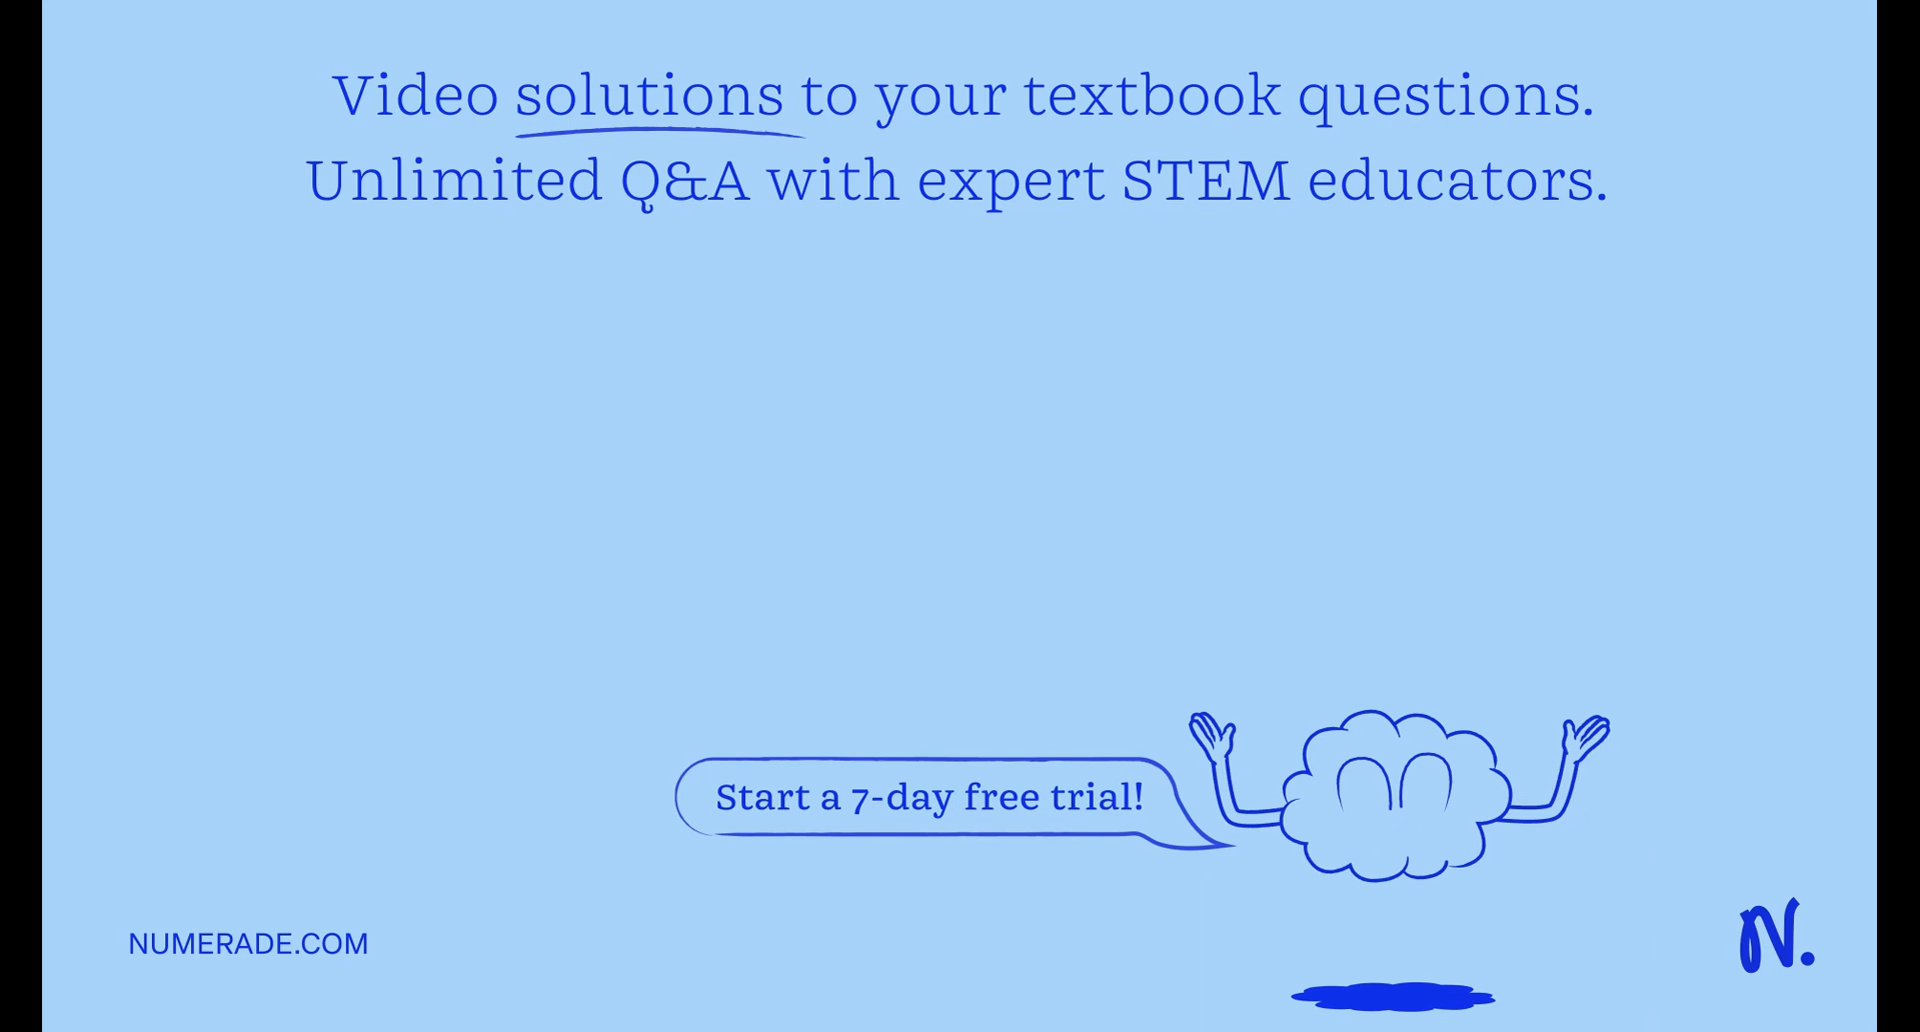 Video solutions to your textbook questions.
Unlimited Q&A with expert STEM educators.
Start a 7-day free trial!
NUMERADE.COM
N.